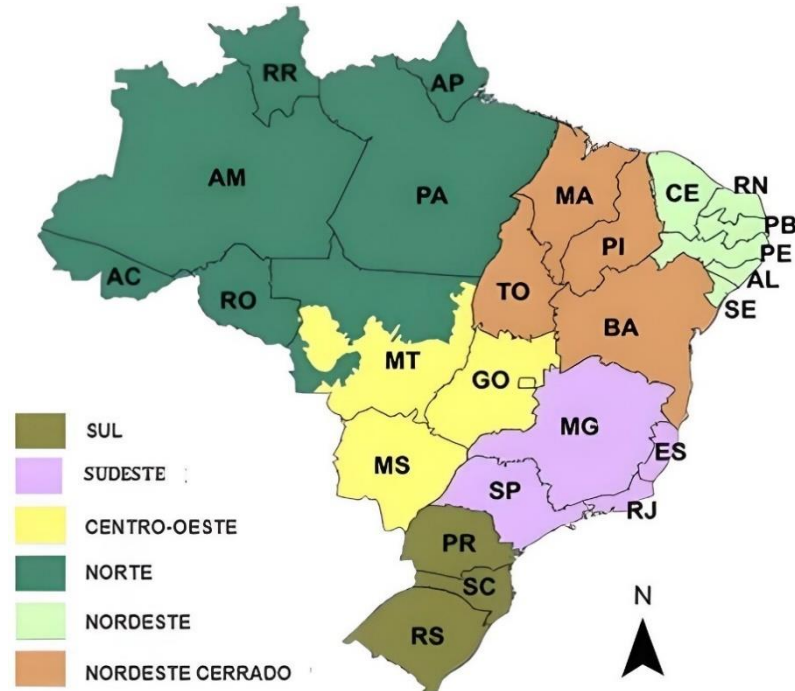 RR
AP
AM
PA
MA
CE
RN
PB
PI
PE
AC
AL
RO
TO
SE
BA
MT
GO
MG
MS
ES
SP
RJ
PR
SC
RS
SUL
SUDESTE
CENTRO-OESTE
NORTE
NORDESTE
NORDESTE CERRADO
N